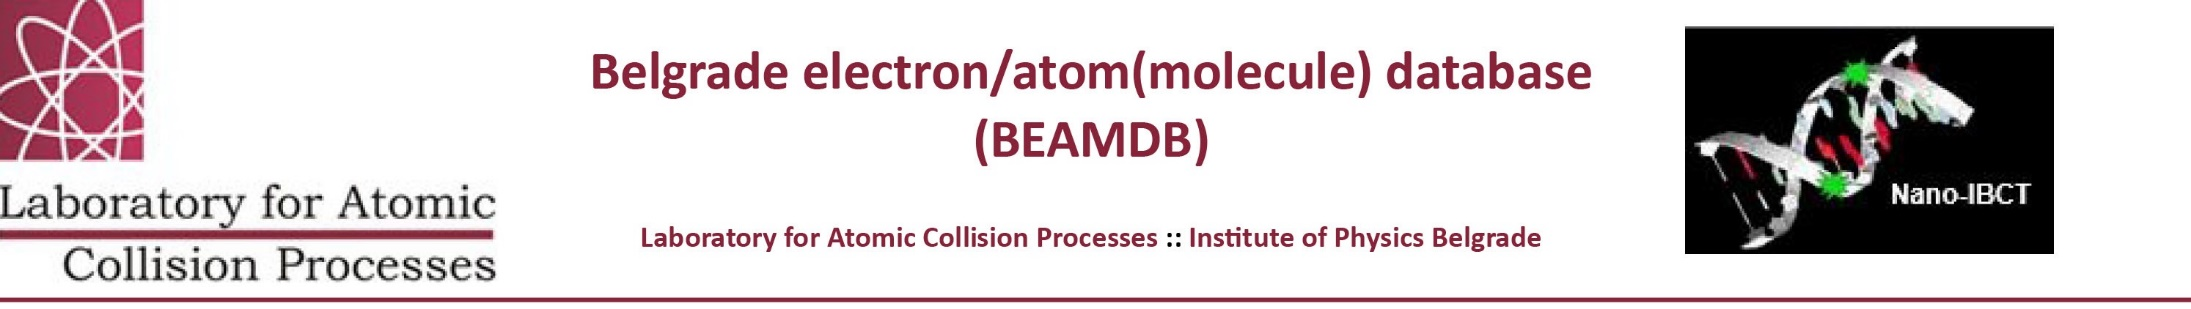 Laboratory for Atomic
Collision Processes
Belgrade electron/atom(molecule) database
(BEAMDB)
Laboratory for Atomic Collision Processes :: Institute of Physics Belgrade
Nano-IBCT